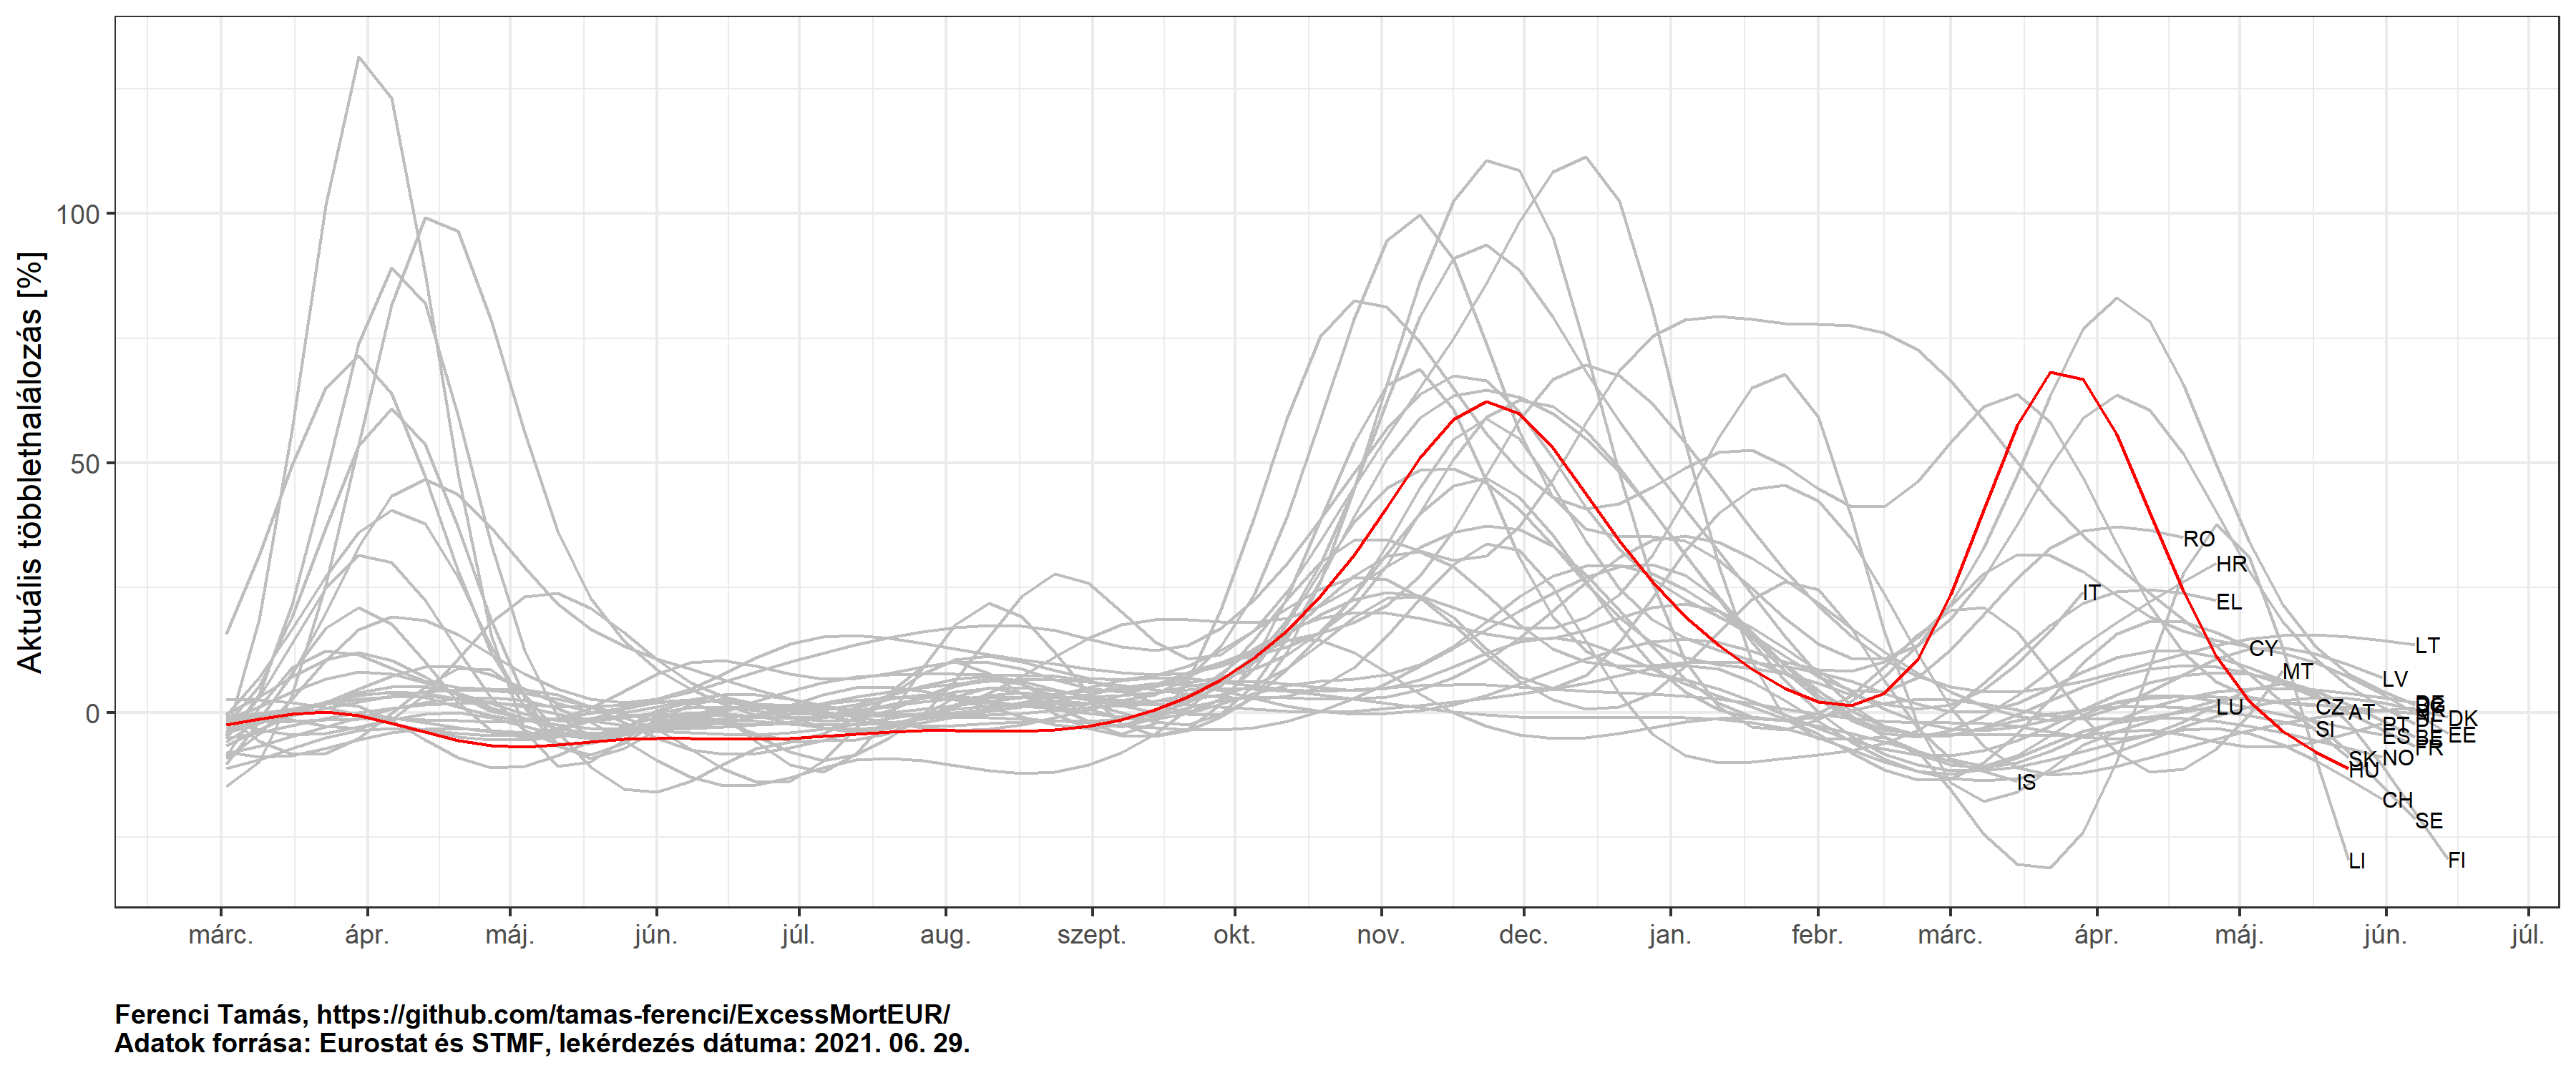 Aktuális többlethalálozás [%]
100
50
0
RO
HR
IT
EL
CY
MT
LT
LV
LU
CZ
AT
SI
PT
ES
DK
EE
BE
FR
SK
NO
HU
IS
CH
SE
LI
FI
márc.
ápr.
máj.
jún.
júl.
aug.
szept.
okt.
nov.
dec.
jan.
febr.
márc.
ápr.
máj.
jún.
júl.
Ferenci Tamás, https://github.com/tamas-ferenci/ExcessMortEUR/
Adatok forrása: Eurostat és STMF, lekérdezés dátuma: 2021. 06. 29.